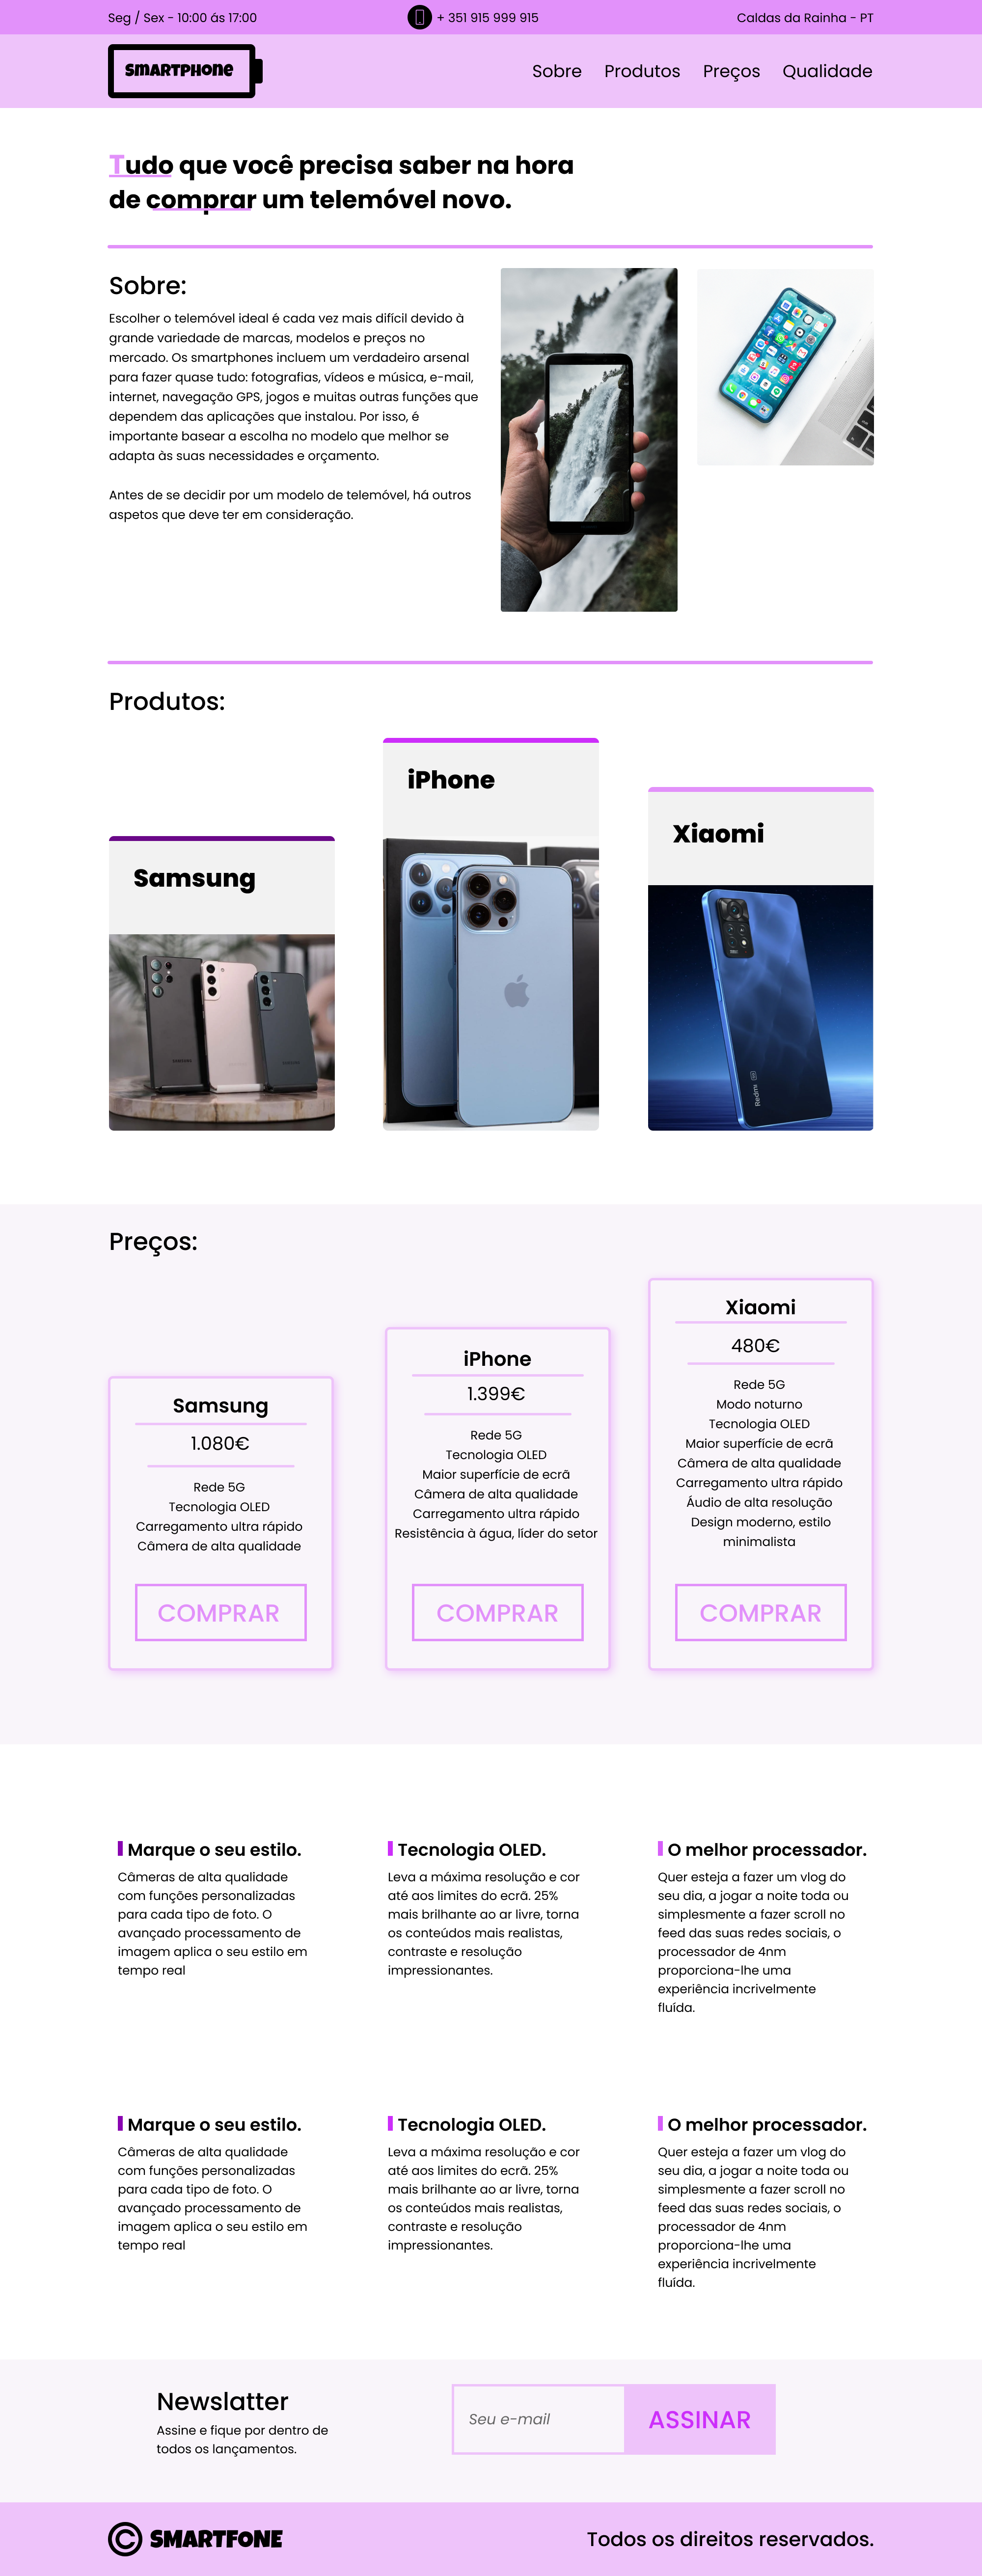 Seg / Sex - 10:00 ás 17:00
+ 351 915 999 915
Caldas da Rainha - PT
SMARTPHONE
Sobre
Produtos
Preços
Qualidade
Tudo que você precisa saber na hora
de comprar um telemóvel novo.
Sobre:
Escolher o telemóvel ideal é cada vez mais difícil devido à
grande variedade de marcas, modelos e preços no
mercado. Os smartphones incluem um verdadeiro arsenal
para fazer quase tudo: fotografias, vídeos e música, e-mail,
internet, navegação GPS, jogos e muitas outras funções que
dependem das aplicações que instalou. Por isso, é
importante basear a escolha no modelo que melhor se
adapta às suas necessidades e orçamento.
Antes de se decidir por um modelo de telemóvel, há outros
aspetos que deve ter em consideração.
Produtos:
Samsung
SAMSUNG
SAMSUNG
iPhone
Xiaomi
Redmi
Preços:
Samsung
1.080€
Rede 5G
Tecnologia OLED
Carregamento ultra rápido
Câmera de alta qualidade
COMPRAR
iPhone
1.399€
Rede 5G
Tecnologia OLED
Maior superfície de ecrã
Câmera de alta qualidade
Carregamento ultra rápido
Resistência à água, líder do setor
COMPRAR
Xiaomi
480€
Rede 5G
Modo noturno
Tecnologia OLED
Maior superfície de ecrã
Câmera de alta qualidade
Carregamento ultra rápido
Áudio de alta resolução
Design moderno, estilo
minimalista
COMPRAR
Marque o seu estilo.
Câmeras de alta qualidade
com funções personalizadas
para cada tipo de foto. O
avançado processamento de
imagem aplica o seu estilo em
tempo real
Tecnologia OLED.
Leva a máxima resolução e cor
até aos limites do ecrã. 25%
mais brilhante ao ar livre, torna
os conteúdos mais realistas,
contraste e resolução
impressionantes.
O melhor processador.
Quer esteja a fazer um vlog do
seu dia, a jogar a noite toda ou
simplesmente a fazer scroll no
feed das suas redes sociais, o
processador de 4nm
proporciona-lhe uma
experiência incrivelmente
fluída.
Marque o seu estilo.
Câmeras de alta qualidade
com funções personalizadas
para cada tipo de foto. O
avançado processamento de
imagem aplica o seu estilo em
tempo real
Tecnologia OLED.
Leva a máxima resolução e cor
até aos limites do ecrã. 25%
mais brilhante ao ar livre, torna
os conteúdos mais realistas,
contraste e resolução
impressionantes.
O melhor processador.
Quer esteja a fazer um vlog do
seu dia, a jogar a noite toda ou
simplesmente a fazer scroll no
feed das suas redes sociais, o
processador de 4nm
proporciona-lhe uma
experiência incrivelmente
fluída.
Newslatter
Assine e fique por dentro de
todos os lançamentos.
Seu e-mail
ASSINAR
© SMARTFONE
Todos os direitos reservados.